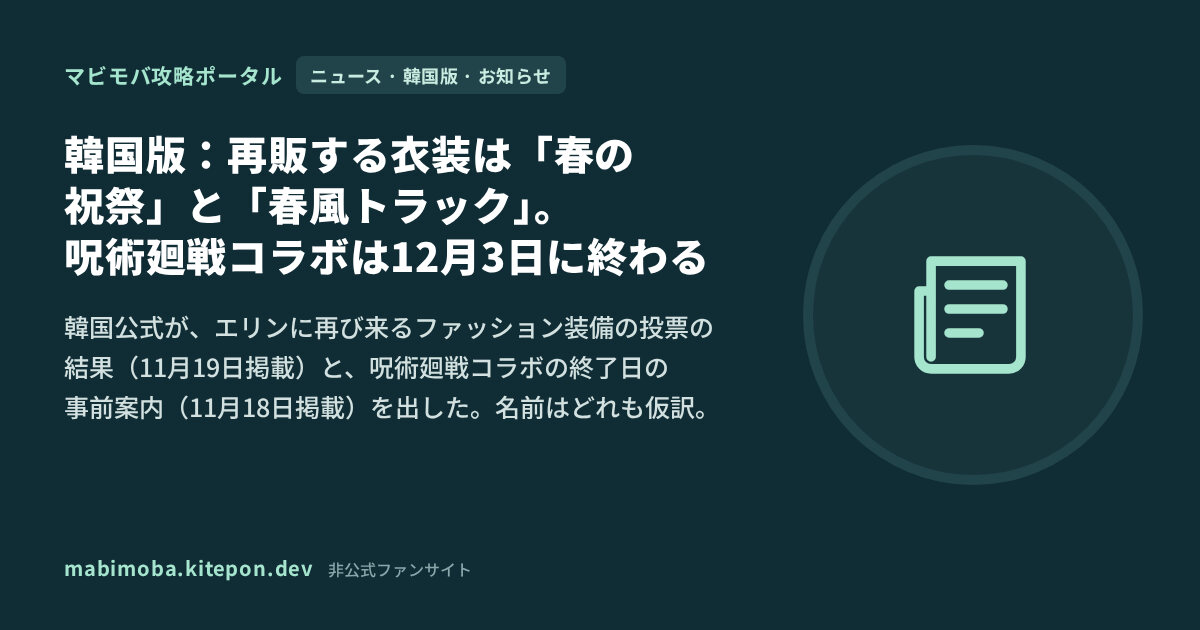 マビモバ攻略ポータル
ニュース · 韓国版 · お知らせ
韓国版：再販する衣装は「春の
祝祭」と「春風トラック」。
呪術廻戦コラボは12月3日に終わる
韓国公式が、エリンに再び来るファッション装備の投票の
結果（11月19日掲載）と、呪術廻戦コラボの終了日の
事前案内（11月18日掲載）を出した。名前はどれも仮訳。
mabimoba.kitepon.dev
非公式ファンサイト